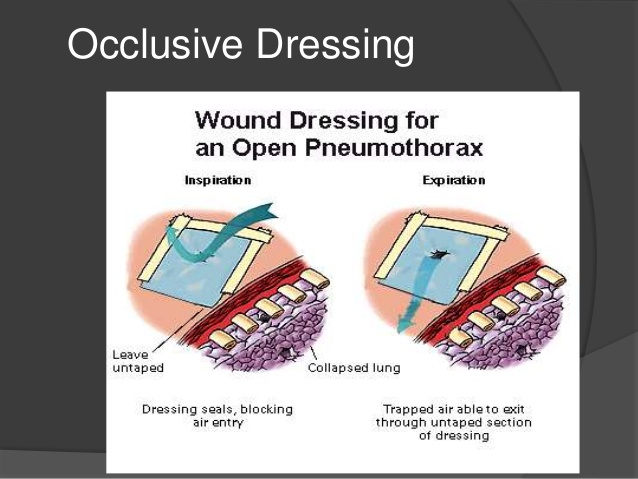 Occlusive Dressing
Wound Dressing for
an Open Pneumothorax
Inspiration
Expiration
Leave
untaped
Collapsed lung
Dressing seals, blocking
air entry
Trapped air able to exit
through untaped section
of dressing